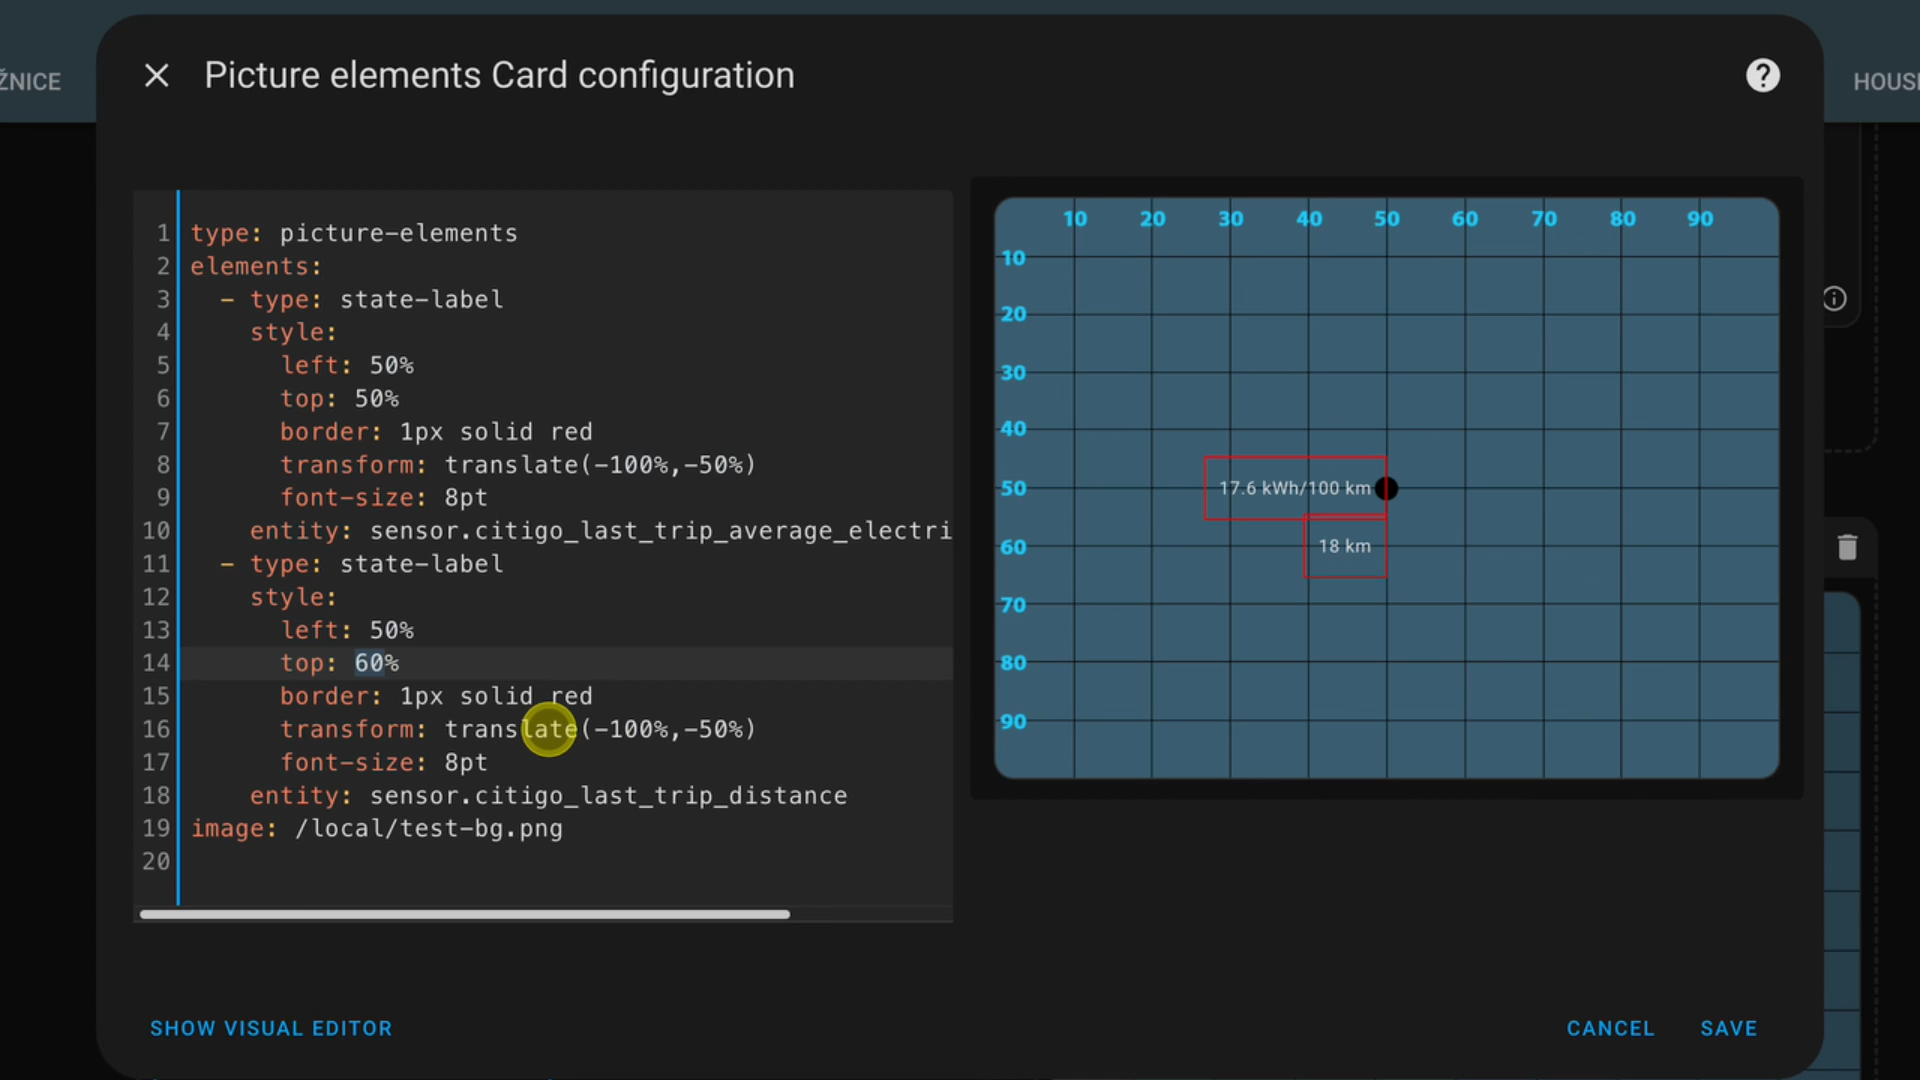 ŽNICE
Picture elements Card configuration
?
HOUSE
1 type: picture-elements
2 elements:
3 - type: state-label
4 style:
5 left: 50%
6 top: 50%
7 border: 1px solid red
8 transform: translate(-100%,-50%)
9 font-size: 8pt
10 entity: sensor.citigo_last_trip_average_electri
11 - type: state-label
12 style:
13 left: 50%
14 top: 60%
15 border: 1px solid red
16 transform: translate(-100%,-50%)
17 font-size: 8pt
18 entity: sensor.citigo_last_trip_distance
19 image: /local/test-bg.png
20
10 20 30 40 50 60 70 80 90
10
20
30
40
50
17.6 kWh/100 km
60
18 km
70
80
90
SHOW VISUAL EDITOR
CANCEL
SAVE